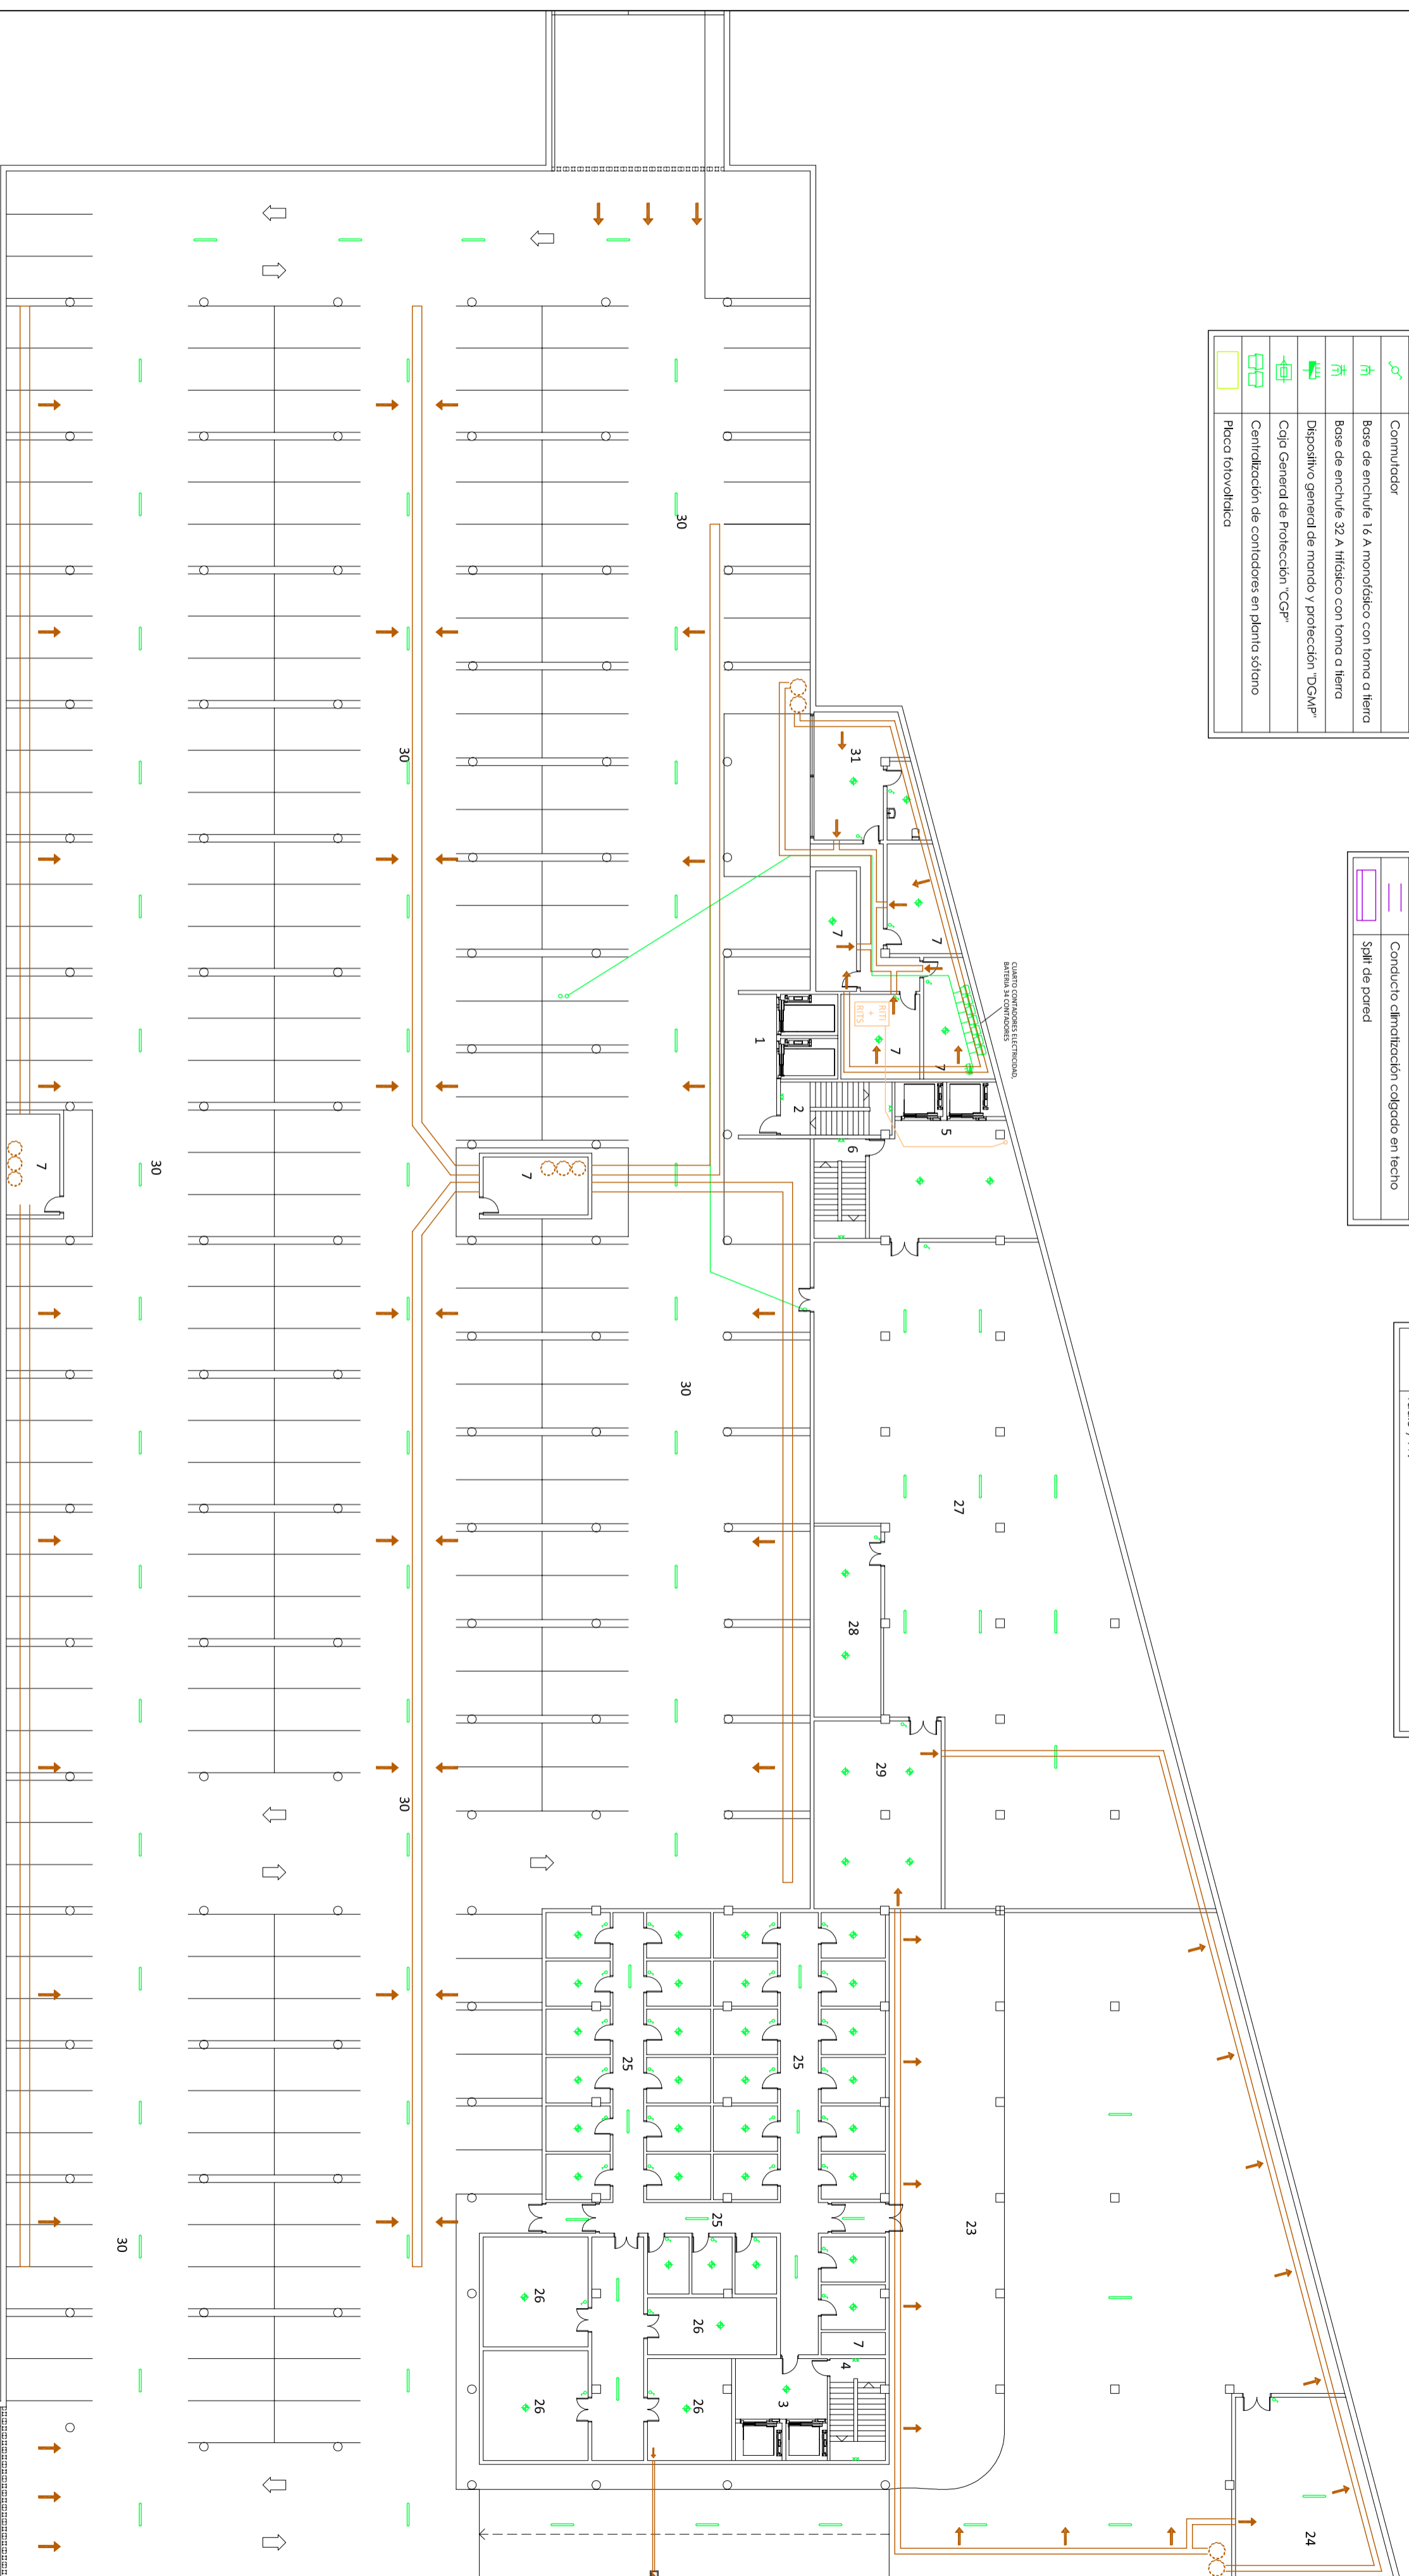 Conmutador
Base de enchufe 16 A monofásico con toma a tierra
Base de enchufe 32 A trifásico con toma a tierra
Dispositivo general de mando y protección "DGMP"
Caja General de Protección "CGP"
Centralización de contadores en planta sótano
Placa fotovoltaica
Conducto climatización colgado en techo
Split de pared
CUARTO CONTADORES ELECTRICIDAD,
BATERIA 34 CONTADORES
RITI
+
RITS
30
31
7
7
7
7
1
2
5
6
30
7
7
30
30
27
28
29
30
25
25
23
25
26
26
26
26
7
4
3
30
24